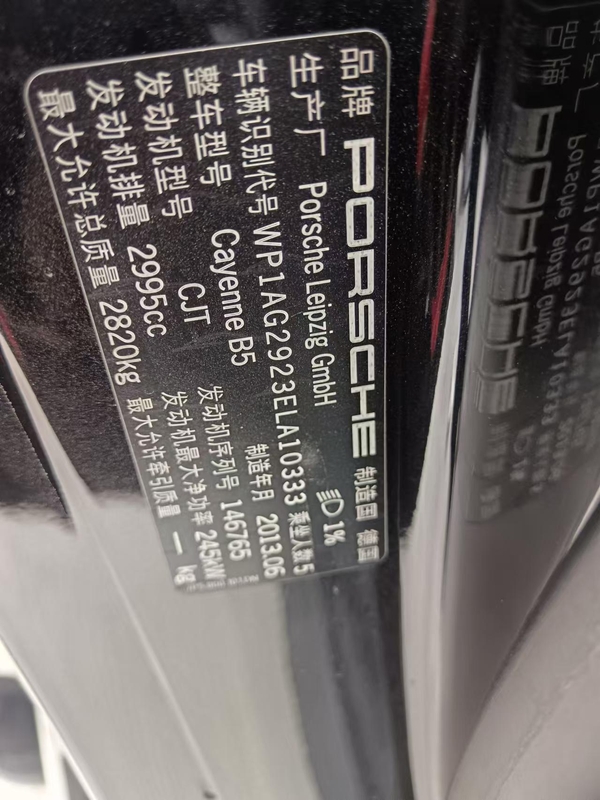 品牌 PORSCHE 制造国 德国
生产厂 Porsche Leipzig GmbH 1%
车辆识别代号 WP1AG2923ELA10333 乘坐人数 5
整车型号 Cayenne B5 制造年月 2013.06
发动机型号 CJT 发动机序列号 146765
发动机排量 2995cc 发动机最大净功率 245kW
最大允许总质量 2820kg 最大允许牵引质量 — kg